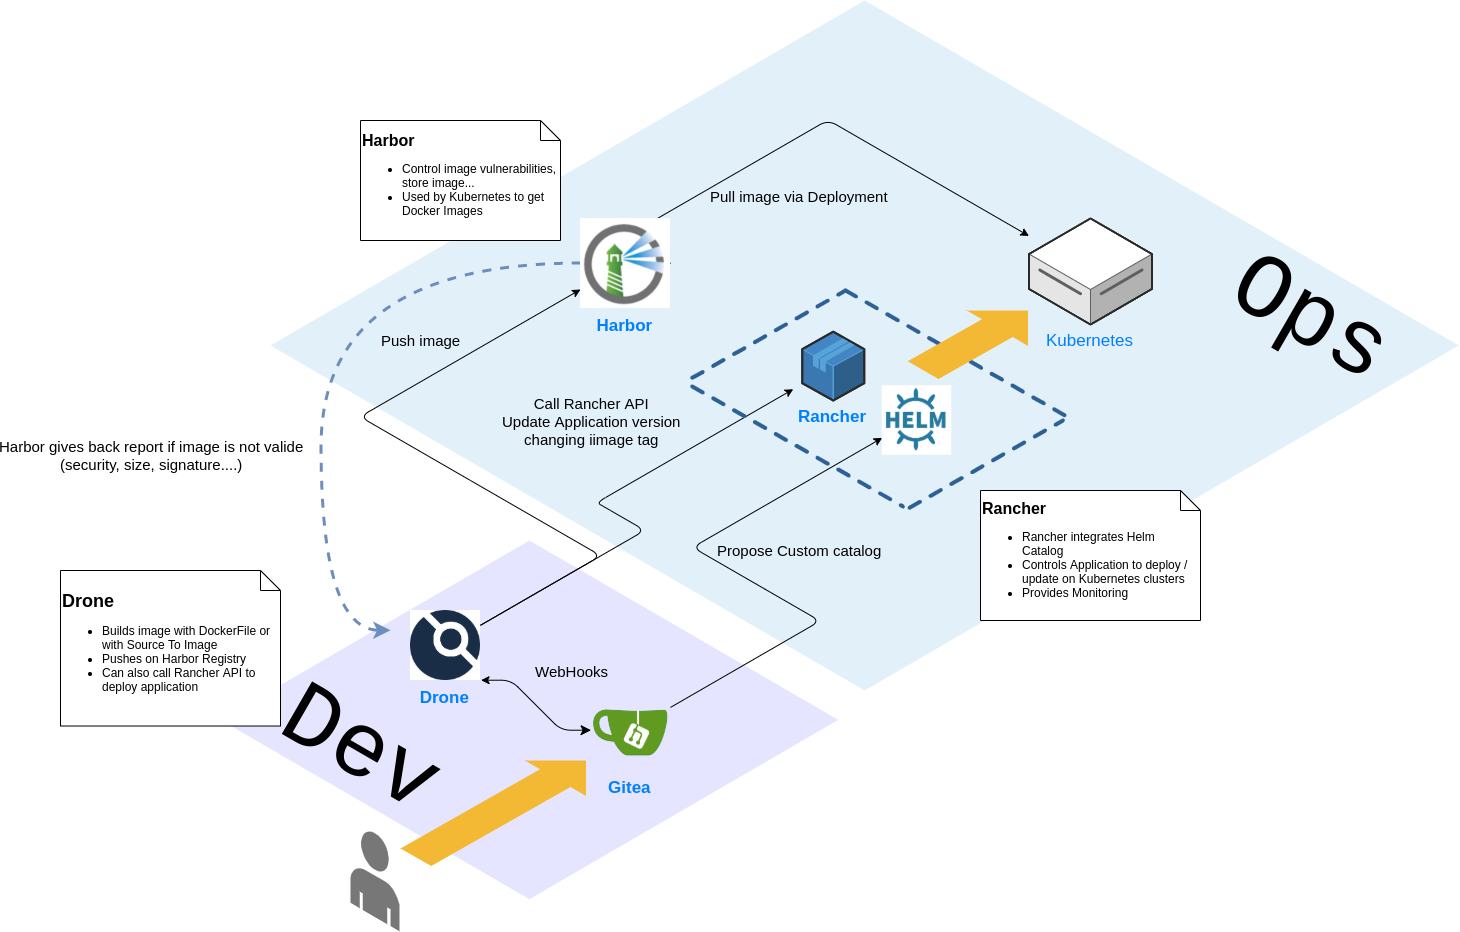 Harbor
Control image vulnerabilities,
store image...
Used by Kubernetes to get
Docker Images
Pull image via Deployment
Ops
Harbor
Push image
Kubernetes
Call Rancher API
Update Application version
changing iimage tag
Rancher
HELM
Harbor gives back report if image is not valide
(security, size, signature....)
Rancher
Rancher integrates Helm
Catalog
Controls Application to deploy /
update on Kubernetes clusters
Provides Monitoring
Propose Custom catalog
Drone
Builds image with DockerFile or
with Source To Image
Pushes on Harbor Registry
Can also call Rancher API to
deploy application
WebHooks
Drone
Dev
Gitea